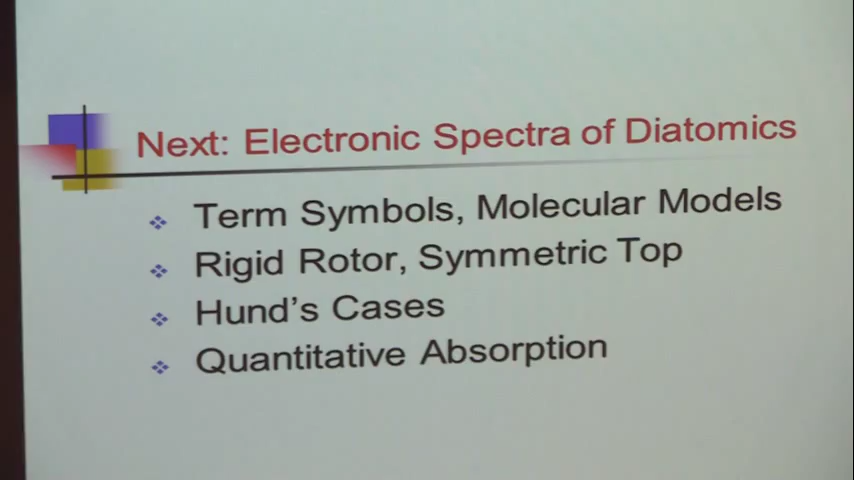 Next: Electronic Spectra of Diatomics
Term Symbols, Molecular Models
Rigid Rotor, Symmetric Top
Hund's Cases
Quantitative Absorption